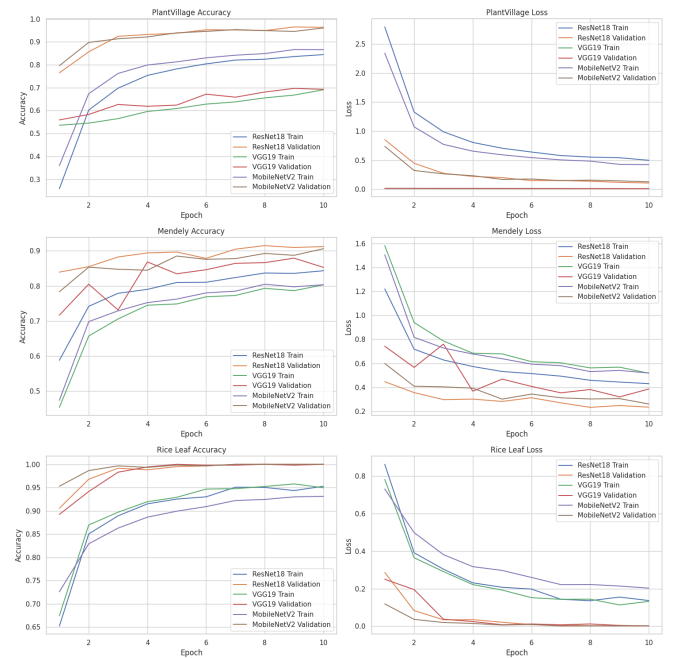 PlantVillage Accuracy
1.0
0.9
0.8
0.7
0.6
0.5
0.4
0.3
Accuracy
ResNet18 Train
ResNet18 Validation
VGG19 Train
VGG19 Validation
MobileNetV2 Train
MobileNetV2 Validation
2 4 6 8 10
Epoch
PlantVillage Loss
2.5
2.0
1.5
1.0
0.5
0.0
Loss
ResNet18 Train
ResNet18 Validation
VGG19 Train
VGG19 Validation
MobileNetV2 Train
MobileNetV2 Validation
2 4 6 8 10
Epoch
Mendely Accuracy
0.9
0.8
0.7
0.6
0.5
Accuracy
ResNet18 Train
ResNet18 Validation
VGG19 Train
VGG19 Validation
MobileNetV2 Train
MobileNetV2 Validation
2 4 6 8 10
Epoch
Mendely Loss
1.6
1.4
1.2
1.0
0.8
0.6
0.4
0.2
Loss
ResNet18 Train
ResNet18 Validation
VGG19 Train
VGG19 Validation
MobileNetV2 Train
MobileNetV2 Validation
2 4 6 8 10
Epoch
Rice Leaf Accuracy
1.00
0.95
0.90
0.85
0.80
0.75
0.70
0.65
Accuracy
ResNet18 Train
ResNet18 Validation
VGG19 Train
VGG19 Validation
MobileNetV2 Train
MobileNetV2 Validation
2 4 6 8 10
Epoch
Rice Leaf Loss
0.8
0.6
0.4
0.2
0.0
Loss
ResNet18 Train
ResNet18 Validation
VGG19 Train
VGG19 Validation
MobileNetV2 Train
MobileNetV2 Validation
2 4 6 8 10
Epoch